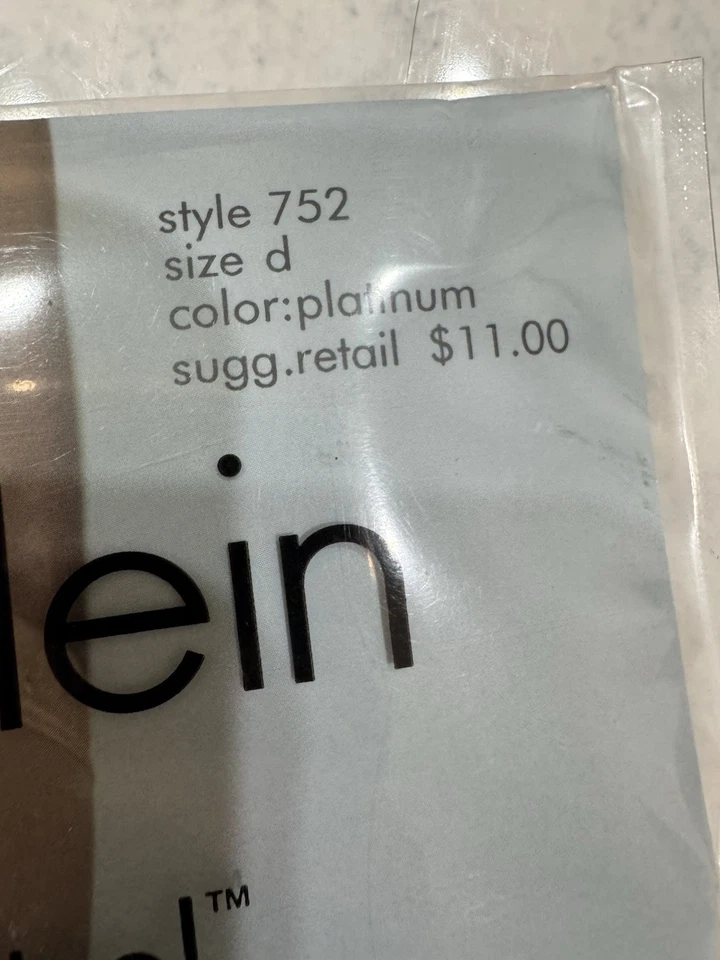 style 752
size d
color:platinum
sugg.retail $11.00
lein
™